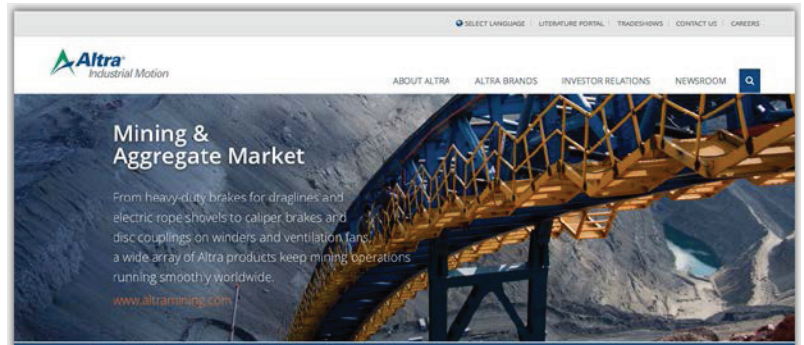 SELECT LANGUAGE | LITERATURE PORTAL | TRADESHOWS | CONTACT US | CAREERS
Altra
Industrial Motion
ABOUT ALTRA ALTRA BRANDS INVESTOR RELATIONS NEWSROOM
Mining &
Aggregate Market
From heavy-duty brakes for draglines and
electric rope shovels to caliper brakes and
disc couplings on winders and ventilation fans,
a wide array of Altra products keep mining operations
running smoothly worldwide.
www.altramining.com